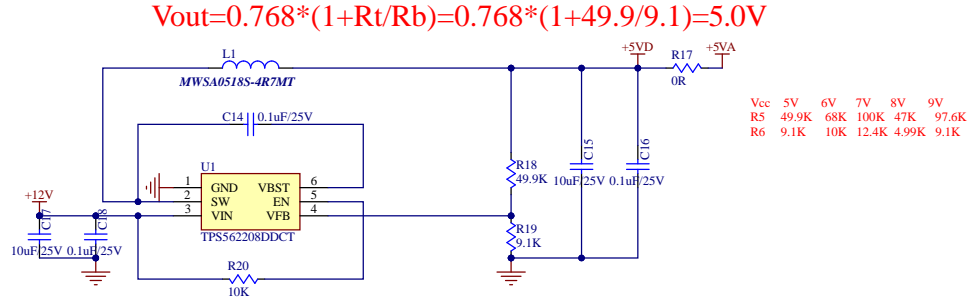 Vout=0.768*(1+Rt/Rb)=0.768*(1+49.9/9.1)=5.0V
+5VD
+5VA
L1
R17
MWSA0518S-4R7MT
0R
Vcc 5V 6V 7V 8V 9V
R5 49.9K 68K 100K 47K 97.6K
R6 9.1K 10K 12.4K 4.99K 9.1K
C14
0.1uF/25V
C15
C16
U1
R18
49.9K
10uF/25V
0.1uF/25V
1 GND VBST 6
2 SW EN 5
3 VIN VFB 4
+12V
TPS562208DDCT
C17
C18
10uF/25V
0.1uF/25V
R19
9.1K
R20
10K